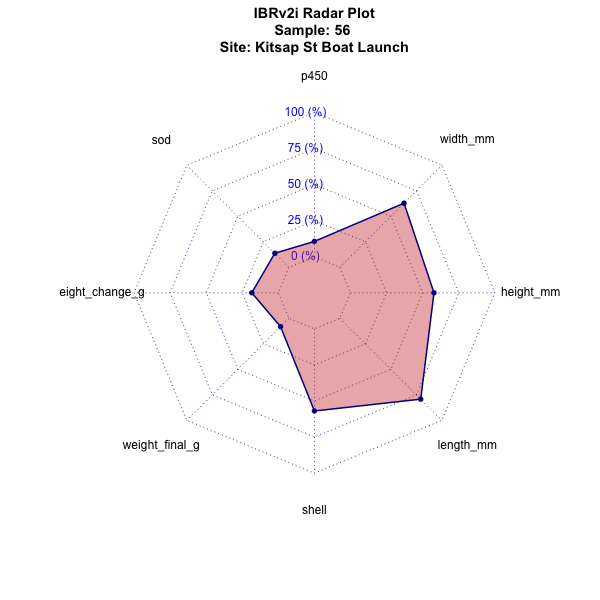 IBRv2i Radar Plot
Sample: 56
Site: Kitsap St Boat Launch
p450
100 (%)
sod
width_mm
75 (%)
50 (%)
25 (%)
0 (%)
eight_change_g
height_mm
weight_final_g
length_mm
shell